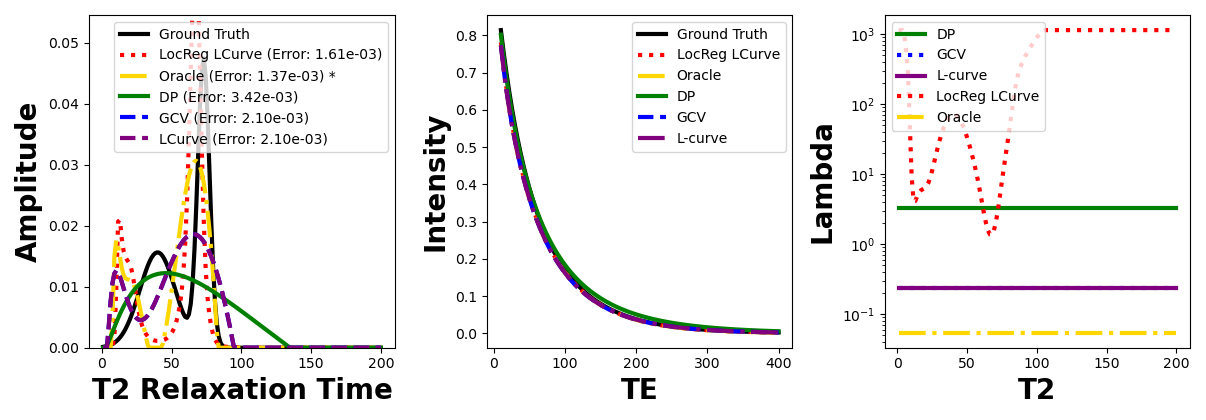 Amplitude
0.05
0.04
0.03
0.02
0.01
0.00
0
50
100
150
200
T2 Relaxation Time
Ground Truth
LocReg LCurve (Error: 1.61e-03)
Oracle (Error: 1.37e-03) *
DP (Error: 3.42e-03)
GCV (Error: 2.10e-03)
LCurve (Error: 2.10e-03)
Intensity
0.8
0.7
0.6
0.5
0.4
0.3
0.2
0.1
0.0
0
100
200
300
400
TE
Ground Truth
LocReg LCurve
Oracle
DP
GCV
L-curve
Lambda
10³
10²
10¹
10⁰
10⁻¹
0
50
100
150
200
T2
DP
GCV
L-curve
LocReg LCurve
Oracle